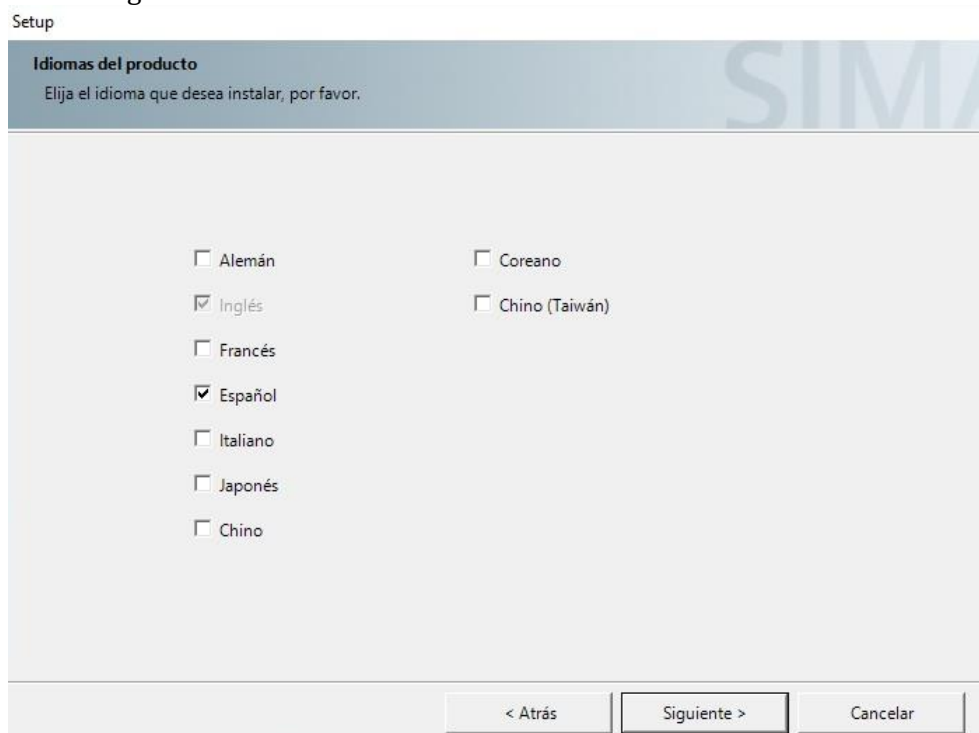 Setup
Idiomas del producto
Elija el idioma que desea instalar, por favor.
SIMA
Alemán
Inglés
Francés
Español
Italiano
Japonés
Chino
Coreano
Chino (Taiwán)
< Atrás
Siguiente >
Cancelar